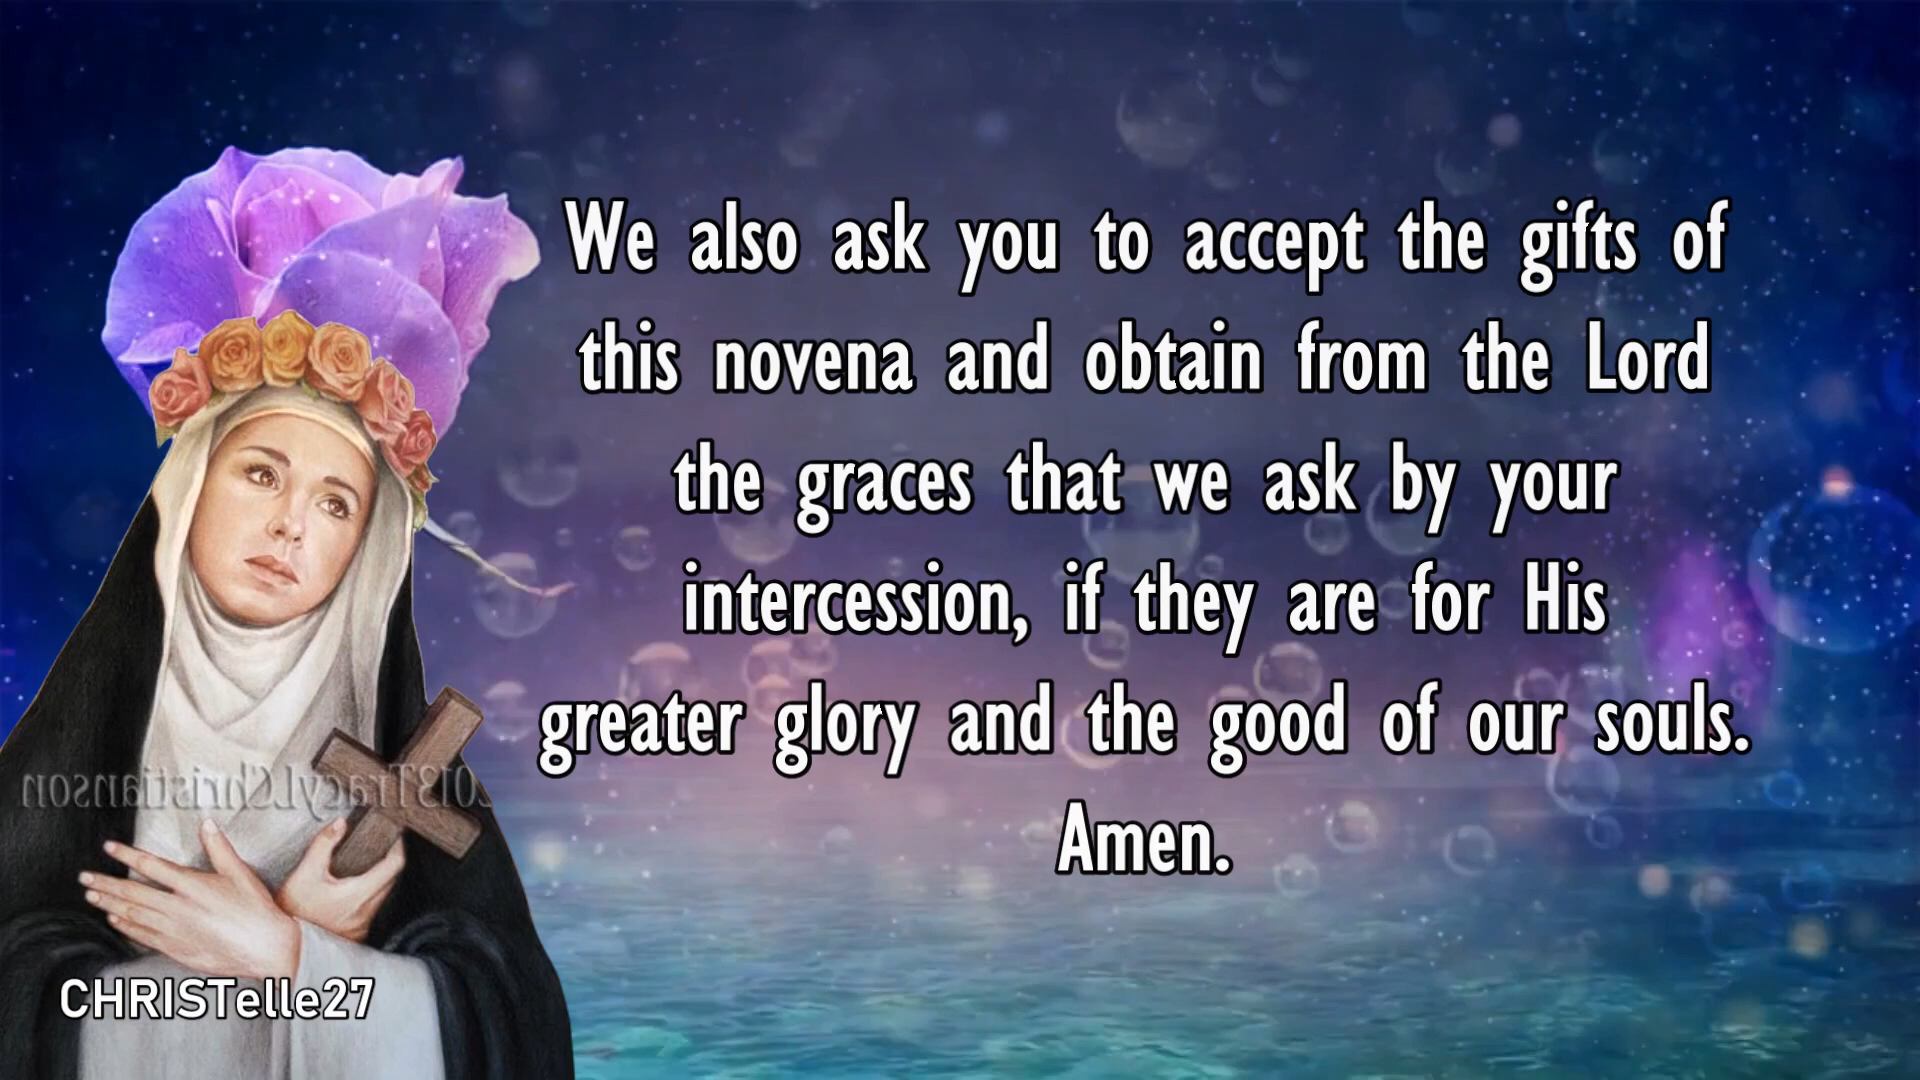 We also ask you to accept the gifts of
this novena and obtain from the Lord
the graces that we ask by your
intercession, if they are for His
greater glory and the good of our souls.
Amen.
2013TracyLChristianson
CHRISTelle27